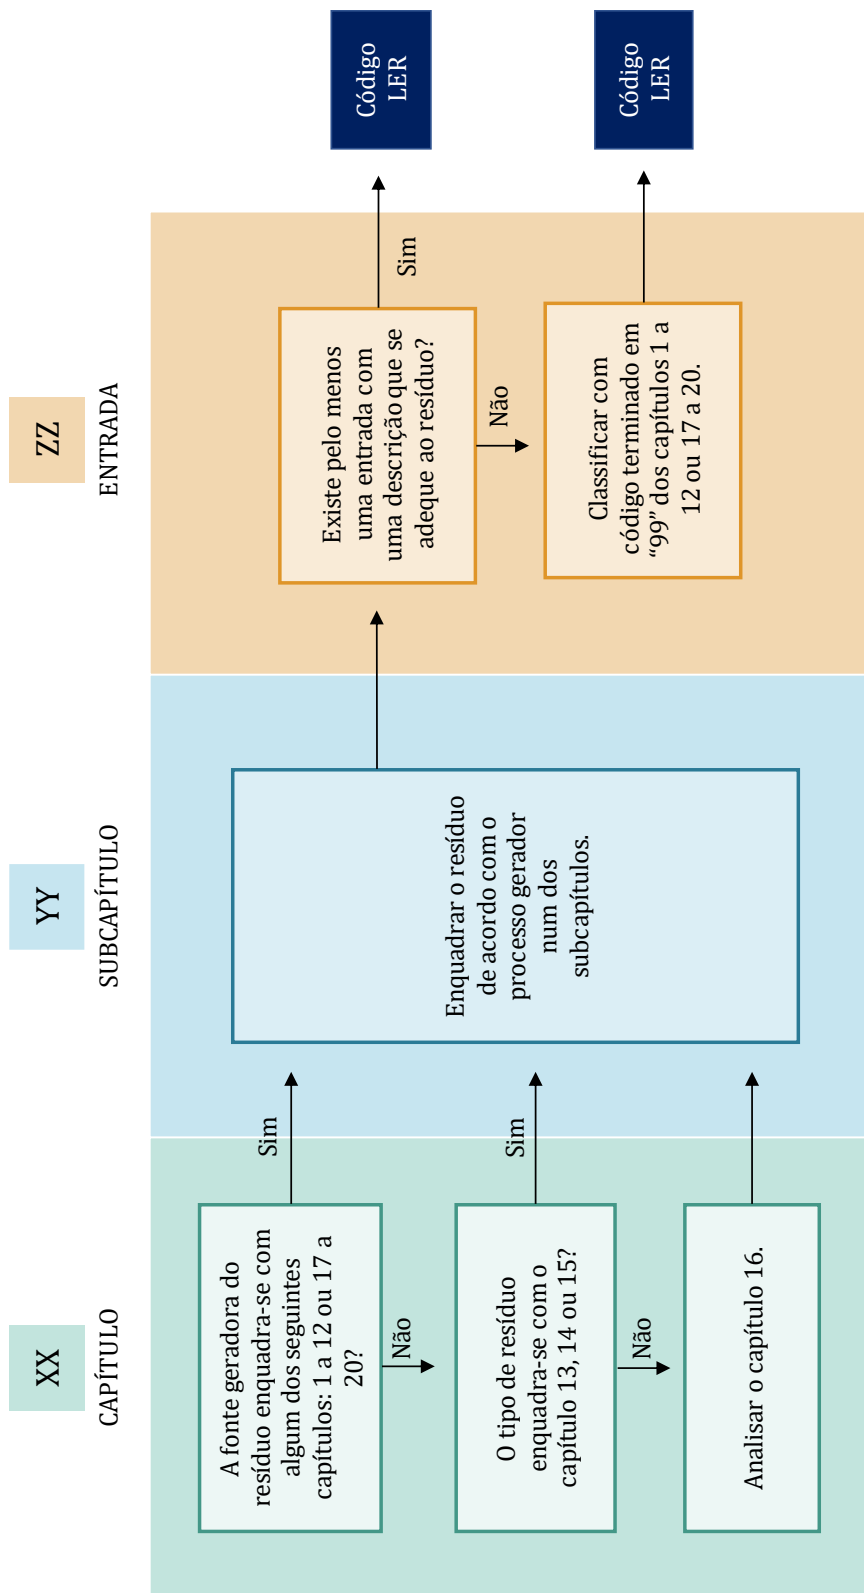 XX
CAPÍTULO
YY
SUBCAPÍTULO
ZZ
ENTRADA
A fonte geradora do
resíduo enquadra-se com
algum dos seguintes
capítulos: 1 a 12 ou 17 a
20?
Sim
Não
O tipo de resíduo
enquadra-se com o
capítulo 13, 14 ou 15?
Sim
Não
Analisar o capítulo 16.
Enquadrar o resíduo
de acordo com o
processo gerador
num dos
subcapítulos.
Existe pelo menos
uma entrada com
uma descrição que se
adeque ao resíduo?
Sim
Não
Classificar com
código terminado em
“99” dos capítulos 1 a
12 ou 17 a 20.
Código
LER
Código
LER